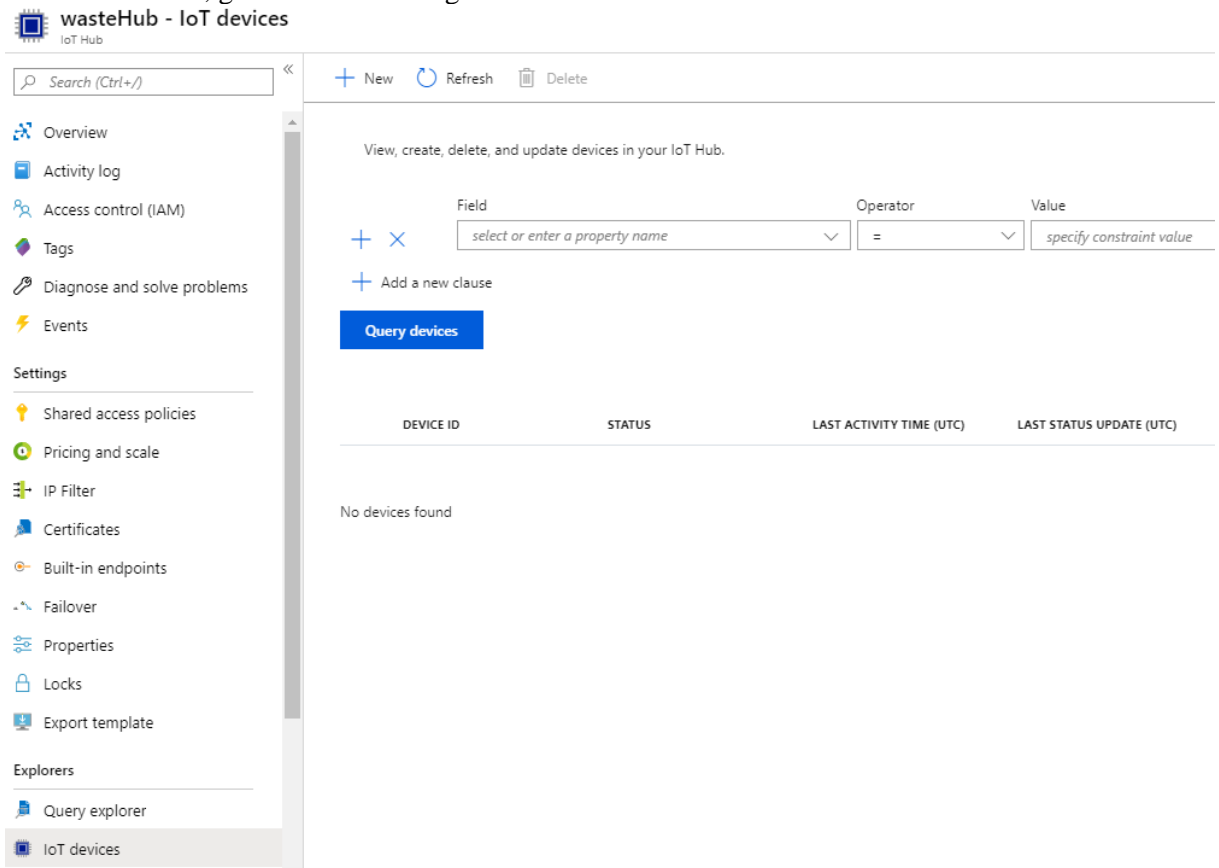 wasteHub - IoT devices
IoT Hub
Search (Ctrl+/)
«
Overview
Activity log
Access control (IAM)
Tags
Diagnose and solve problems
Events
Settings
Shared access policies
Pricing and scale
IP Filter
Certificates
Built-in endpoints
Failover
Properties
Locks
Export template
Explorers
Query explorer
IoT devices
New Refresh Delete
View, create, delete, and update devices in your IoT Hub.
Field Operator Value
select or enter a property name = specify constraint value
Add a new clause
Query devices
DEVICE ID STATUS LAST ACTIVITY TIME (UTC) LAST STATUS UPDATE (UTC)
No devices found